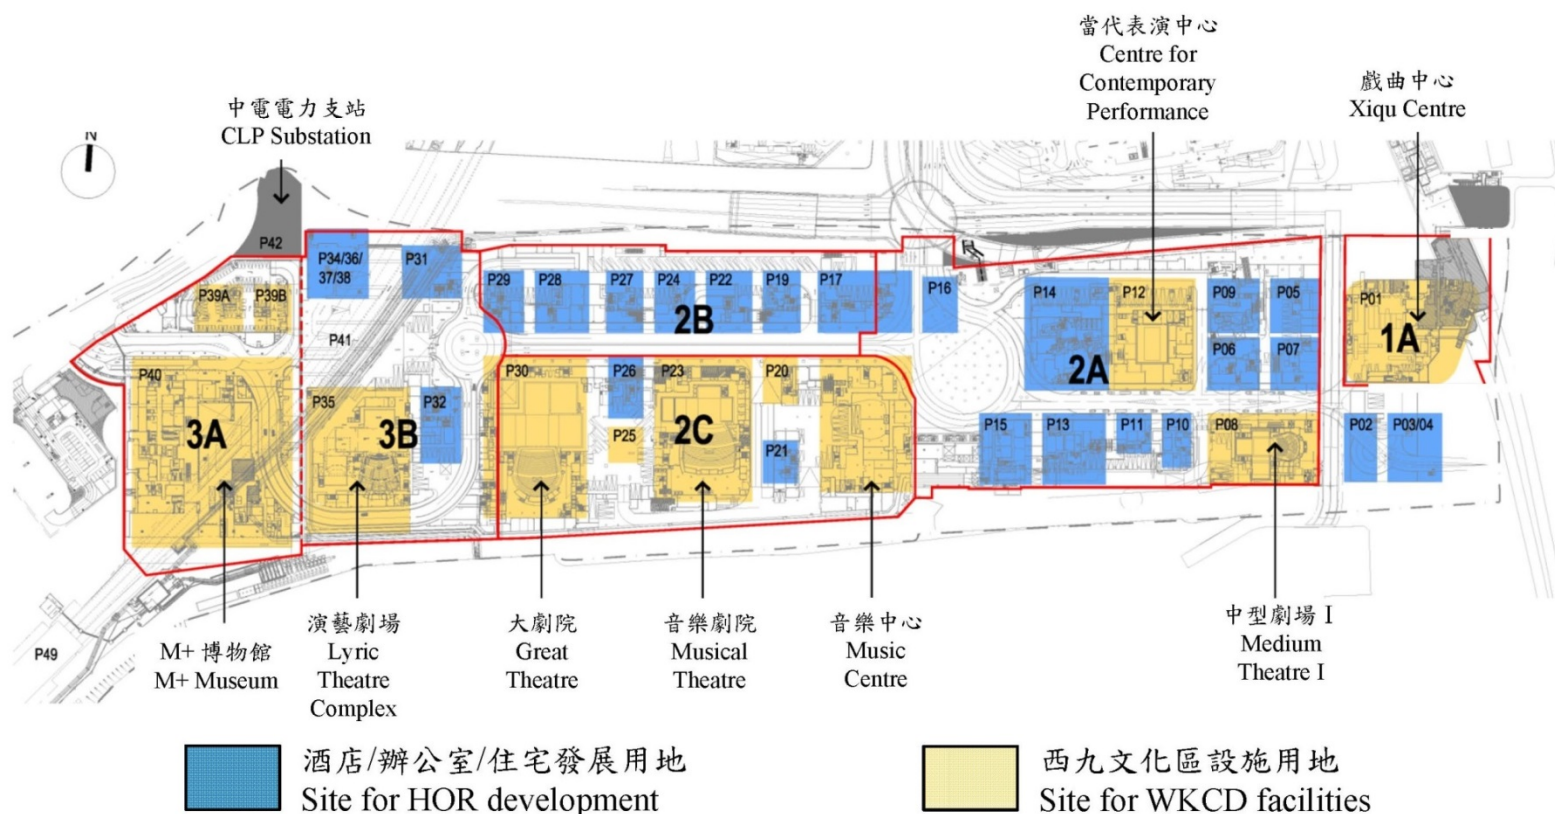 當代表演中心
Centre for
Contemporary
Performance
戲曲中心
Xiqu Centre
中電電力支站
CLP Substation
N
P42
P34/36/
37/38
P31
P29
P28
P27
P24
P22
P19
P17
P16
P14
P12
P09
P05
P01
P39A
P39B
2B
1A
P41
P06
P07
2A
P40
P30
P26
P23
P20
P35
P32
3A
3B
P25
2C
P21
P15
P13
P11
P10
P08
P02
P03/04
P49
M+ 博物館
M+ Museum
演藝劇場
Lyric
Theatre
Complex
大劇院
Great
Theatre
音樂劇院
Musical
Theatre
音樂中心
Music
Centre
中型劇場 I
Medium
Theatre I
酒店/辦公室/住宅發展用地
Site for HOR development
西九文化區設施用地
Site for WKCD facilities